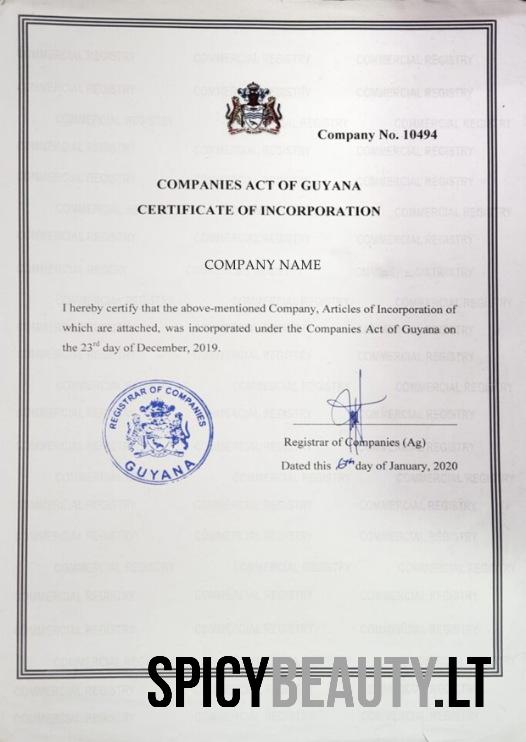 Company No. 10494
COMPANIES ACT OF GUYANA
CERTIFICATE OF INCORPORATION
COMPANY NAME
I hereby certify that the above-mentioned Company, Articles of Incorporation of
which are attached, was incorporated under the Companies Act of Guyana on
the 23rd day of December, 2019.
REGISTRAR OF COMPANIES
GUYANA
Registrar of Companies (Ag)
Dated this 6th day of January, 2020
COMMERCIAL REGISTRY
SPICYBEAUTY.LT